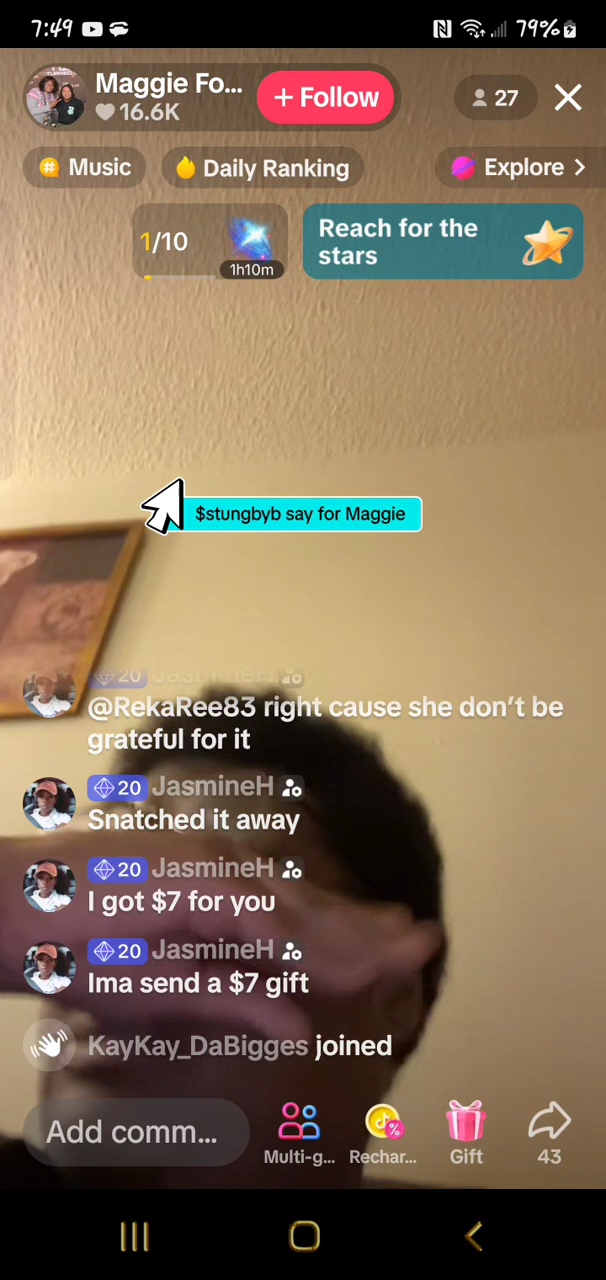 7:49
79%
Maggie Fo...
16.6K
+ Follow
27
Music
Daily Ranking
Explore >
1/10
1h10m
Reach for the
stars
$stungbyb say for Maggie
20 JasmineH
@RekaRee83 right cause she don't be
grateful for it
20 JasmineH
Snatched it away
20 JasmineH
I got $7 for you
20 JasmineH
Ima send a $7 gift
KayKay_DaBigges joined
Add comm...
Multi-g...
Rechar...
Gift
43